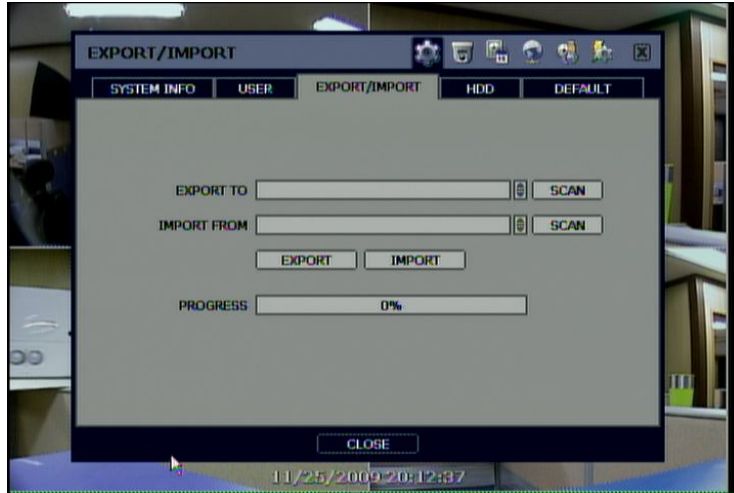 EXPORT/IMPORT
SYSTEM INFO USER EXPORT/IMPORT HDD DEFAULT
EXPORT TO SCAN
IMPORT FROM SCAN
EXPORT IMPORT
PROGRESS 0%
CLOSE
11/25/2009 20:12:37